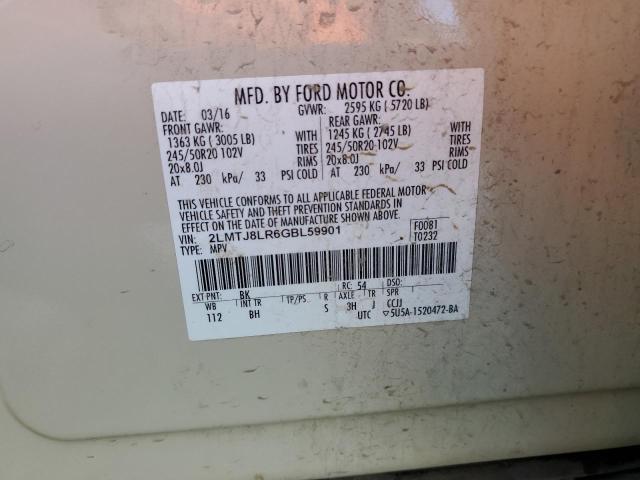 MFD. BY FORD MOTOR CO.
DATE: 03/16 GVWR: 2595 KG ( 5720 LB)
FRONT GAWR: REAR GAWR:
1363 KG ( 3005 LB) WITH 1245 KG ( 2745 LB) WITH
245/50R20 102V TIRES 245/50R20 102V TIRES
20x8.0J RIMS 20x8.0J RIMS
AT 230 kPa/ 33 PSI COLD AT 230 kPa/ 33 PSI COLD
THIS VEHICLE CONFORMS TO ALL APPLICABLE FEDERAL MOTOR
VEHICLE SAFETY AND THEFT PREVENTION STANDARDS IN
EFFECT ON THE DATE OF MANUFACTURE SHOWN ABOVE.
VIN: 2LMTJ8LR6GBL59901 F0081
TYPE: MPV T0232
EXT PNT: BK RC: 54 DSO:
WB INT TR TP/PS R AXLE TR SPR
112 BH S 3H J CCJJ
UTC ▽5U5A-1520472-BA